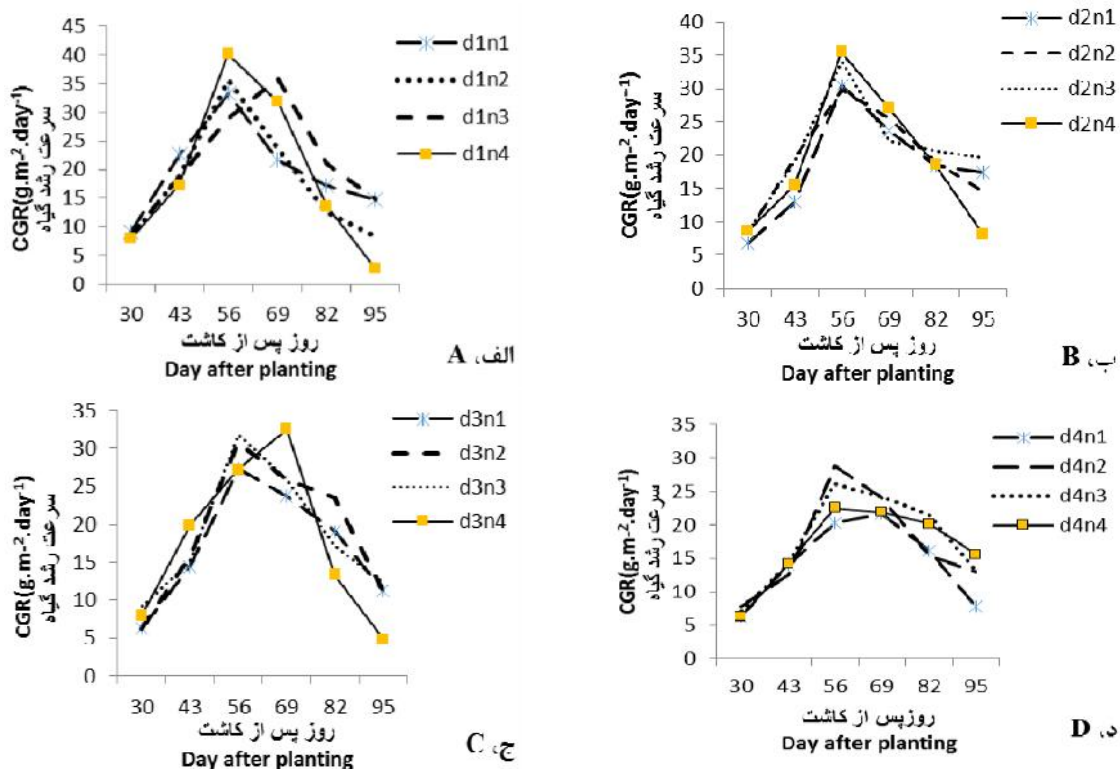 CGR(g.m-2.day-1)
سرعت رشد گیاه
45
40
35
30
25
20
15
10
5
0
30 43 56 69 82 95
روز پس از کاشت
Day after planting
d1n1
d1n2
d1n3
d1n4
الف، A
CGR(g.m-2.day-1)
سرعت رشد گیاه
40
35
30
25
20
15
10
5
0
30 43 56 69 82 95
روز پس از کاشت
Day after planting
d2n1
d2n2
d2n3
d2n4
ب، B
CGR(g.m-2.day-1)
سرعت رشد گیاه
35
30
25
20
15
10
5
0
30 43 56 69 82 95
روز پس از کاشت
Day after planting
d3n1
d3n2
d3n3
d3n4
ج، C
CGR(g.m-2.day-1)
سرعت رشد گیاه
35
30
25
20
15
10
5
0
30 43 56 69 82 95
روزپس از کاشت
Day after planting
d4n1
d4n2
d4n3
d4n4
د، D